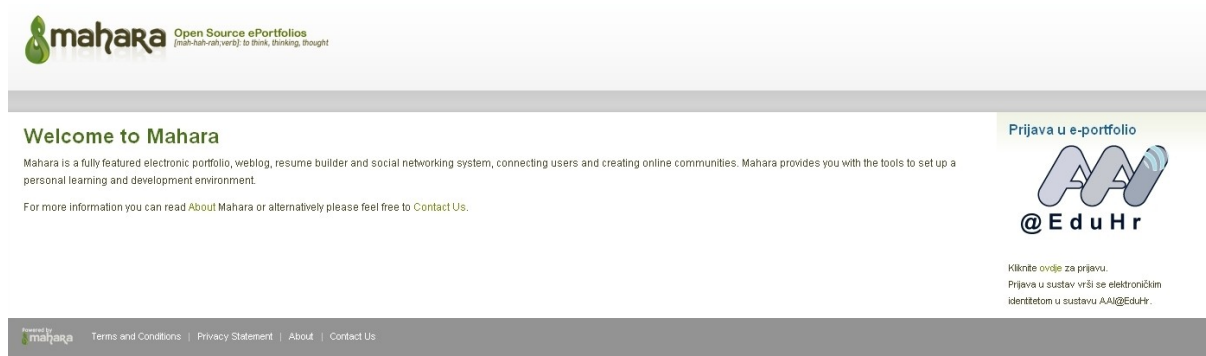 mahara Open Source ePortfolios
[mah-hah-rah;verb]: to think, thinking, thought
Welcome to Mahara
Mahara is a fully featured electronic portfolio, weblog, resume builder and social networking system, connecting users and creating online communities. Mahara provides you with the tools to set up a
personal learning and development environment.
For more information you can read About Mahara or alternatively please feel free to Contact Us.
Prijava u e-portfolio
AAI
@EduHr
Kliknite ovdje za prijavu.
Prijava u sustav vrši se elektroničkim
identitetom u sustavu AAI@EduHr.
Powered by
mahara Terms and Conditions | Privacy Statement | About | Contact Us